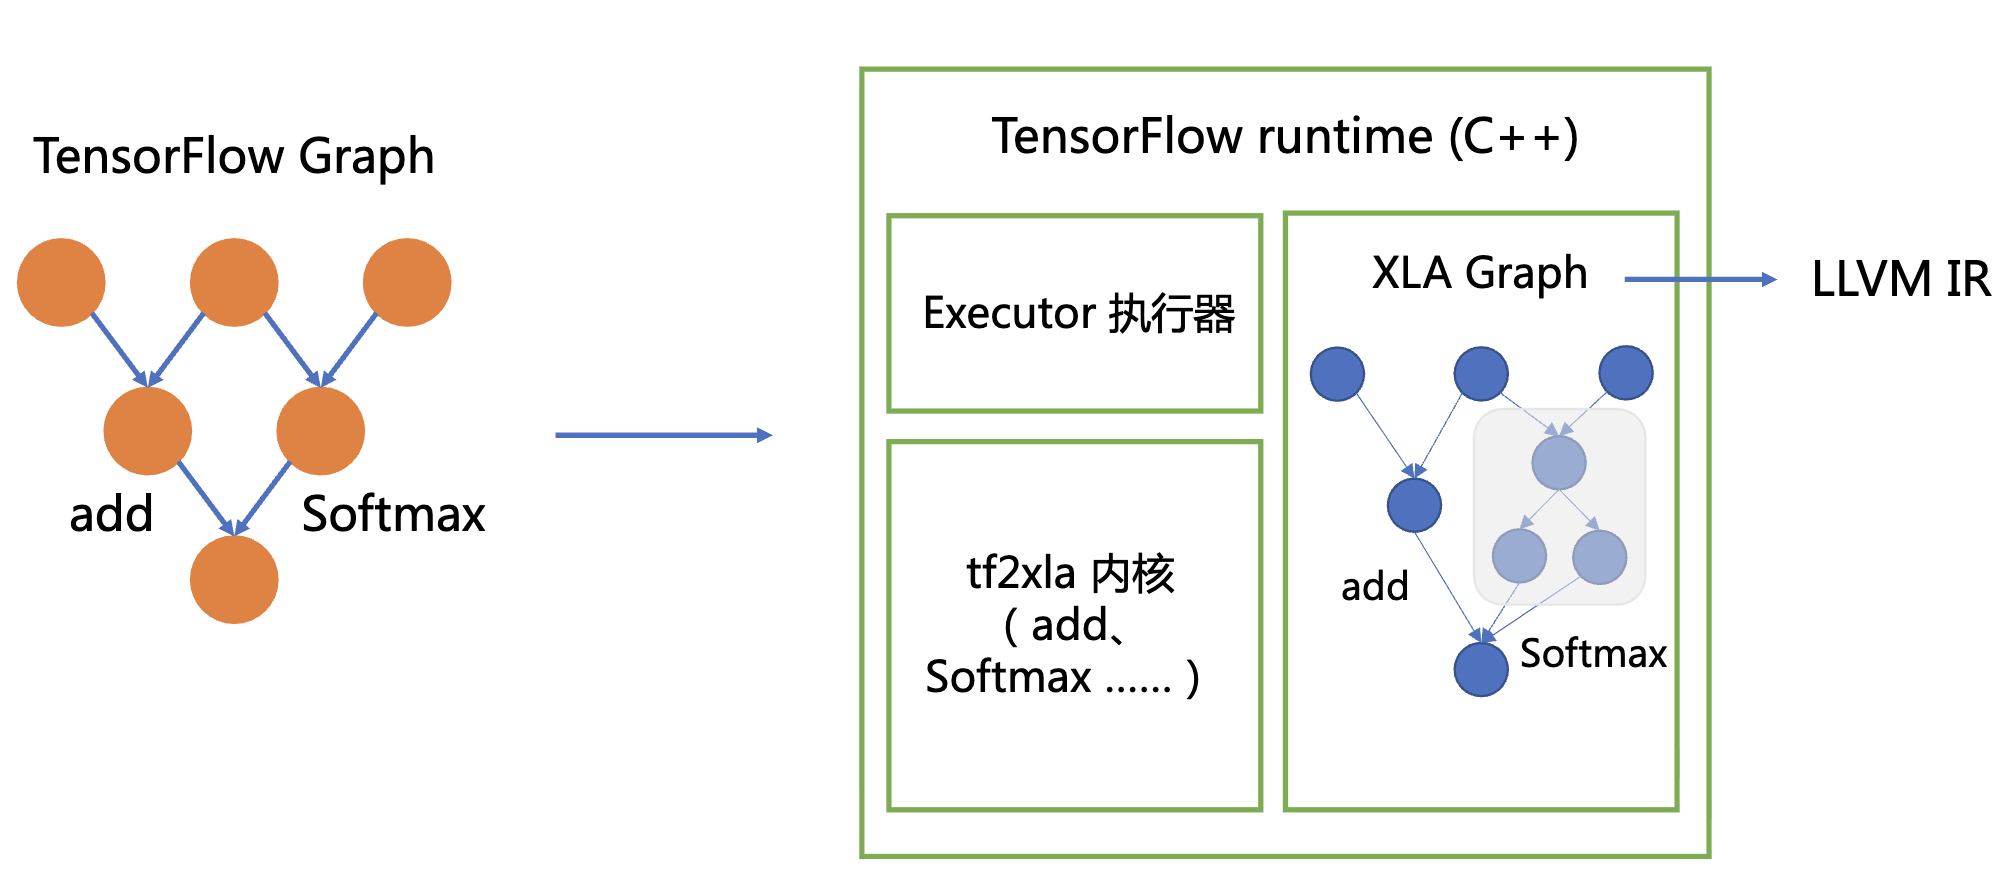 TensorFlow Graph
add
Softmax
TensorFlow runtime (C++)
Executor 执行器
tf2xla 内核
( add、
Softmax …… )
XLA Graph
add
Softmax
LLVM IR